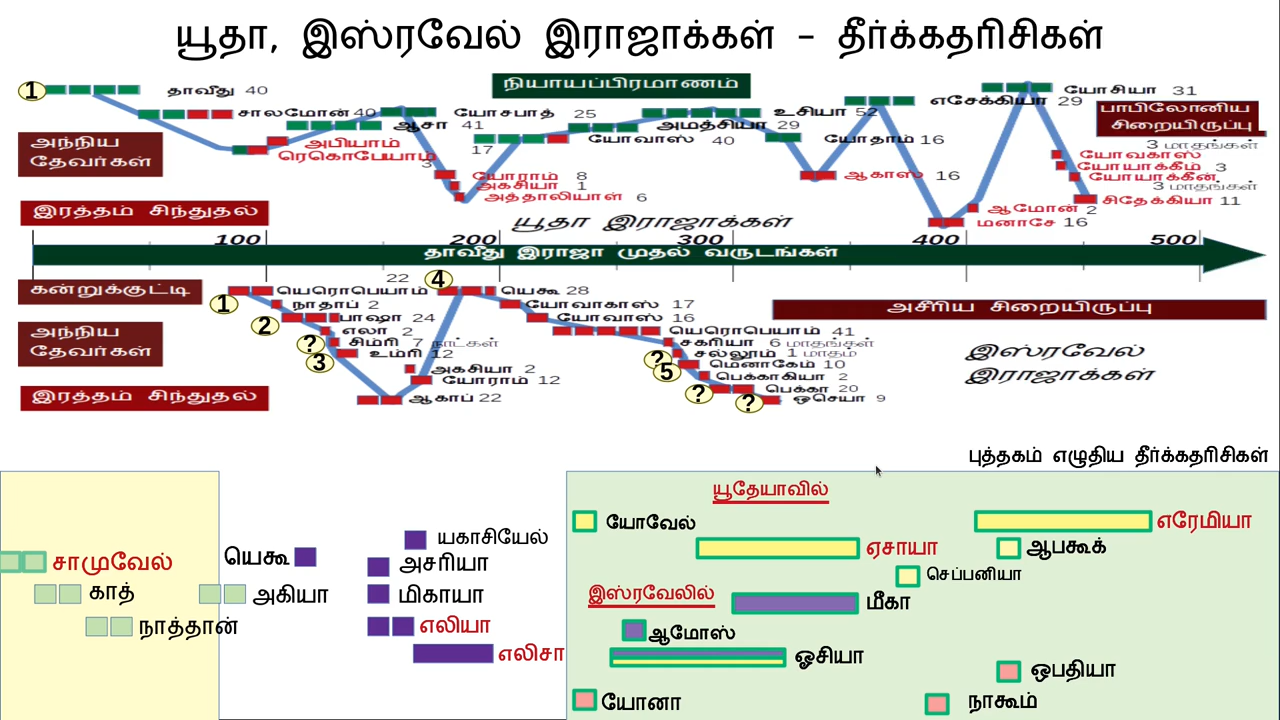 யூதா, இஸ்ரவேல் இராஜாக்கள் - தீர்க்கதரிசிகள்
நியாயப்பிரமாணம்
1 தாவீது 40
சாலமோன் 40
யோசபாத் 25
உசியா 52
எசேக்கியா 29
யோசியா 31
பாபிலோனிய
சிறையிருப்பு
ஆசா 41
அமத்சியா 29
அந்நிய
தேவர்கள்
அபியாம்
ரெகொபேயாம்
3
17
யோவாஸ் 40
யோதாம் 16
3 மாதங்கள்
யோவகாஸ்
யோயாக்கீம் 3
யோயாக்கீன்
3 மாதங்கள்
யோராம் 8
அகசியா 1
அத்தாலியாள் 6
ஆகாஸ் 16
சிதேக்கியா 11
இரத்தம் சிந்துதல்
யூதா இராஜாக்கள்
ஆமோன் 2
மனாசே 16
100 200 300 400 500
தாவீது இராஜா முதல் வருடங்கள்
கன்றுக்குட்டி
22
4
யெரொபெயாம்
யெகூ 28
1
நாதாப் 2
யோவாகாஸ் 17
அசீரிய சிறையிருப்பு
2
பாஷா 24
யோவாஸ் 16
அந்நிய
தேவர்கள்
எலா 2
யெரொபெயாம் 41
?
சிம்ரி 7 நாட்கள்
சகரியா 6 மாதங்கள்
3
உம்ரி 12
?
சல்லூம் 1 மாதம்
இஸ்ரவேல்
இராஜாக்கள்
5
மெனாகேம் 10
அகசியா 2
பெக்காகியா 2
யோராம் 12
?
பெக்கா 20
இரத்தம் சிந்துதல்
ஆகாப் 22
?
ஒசெயா 9
புத்தகம் எழுதிய தீர்க்கதரிசிகள்
யூதேயாவில்
யோவேல்
எரேமியா
யகாசியேல்
ஏசாயா
ஆபகூக்
சாமுவேல்
யெகூ
அசரியா
செப்பனியா
காத்
அகியா
மிகாயா
இஸ்ரவேலில்
மீகா
நாத்தான்
எலியா
ஆமோஸ்
எலிசா
ஓசியா
ஒபதியா
யோனா
நாகூம்